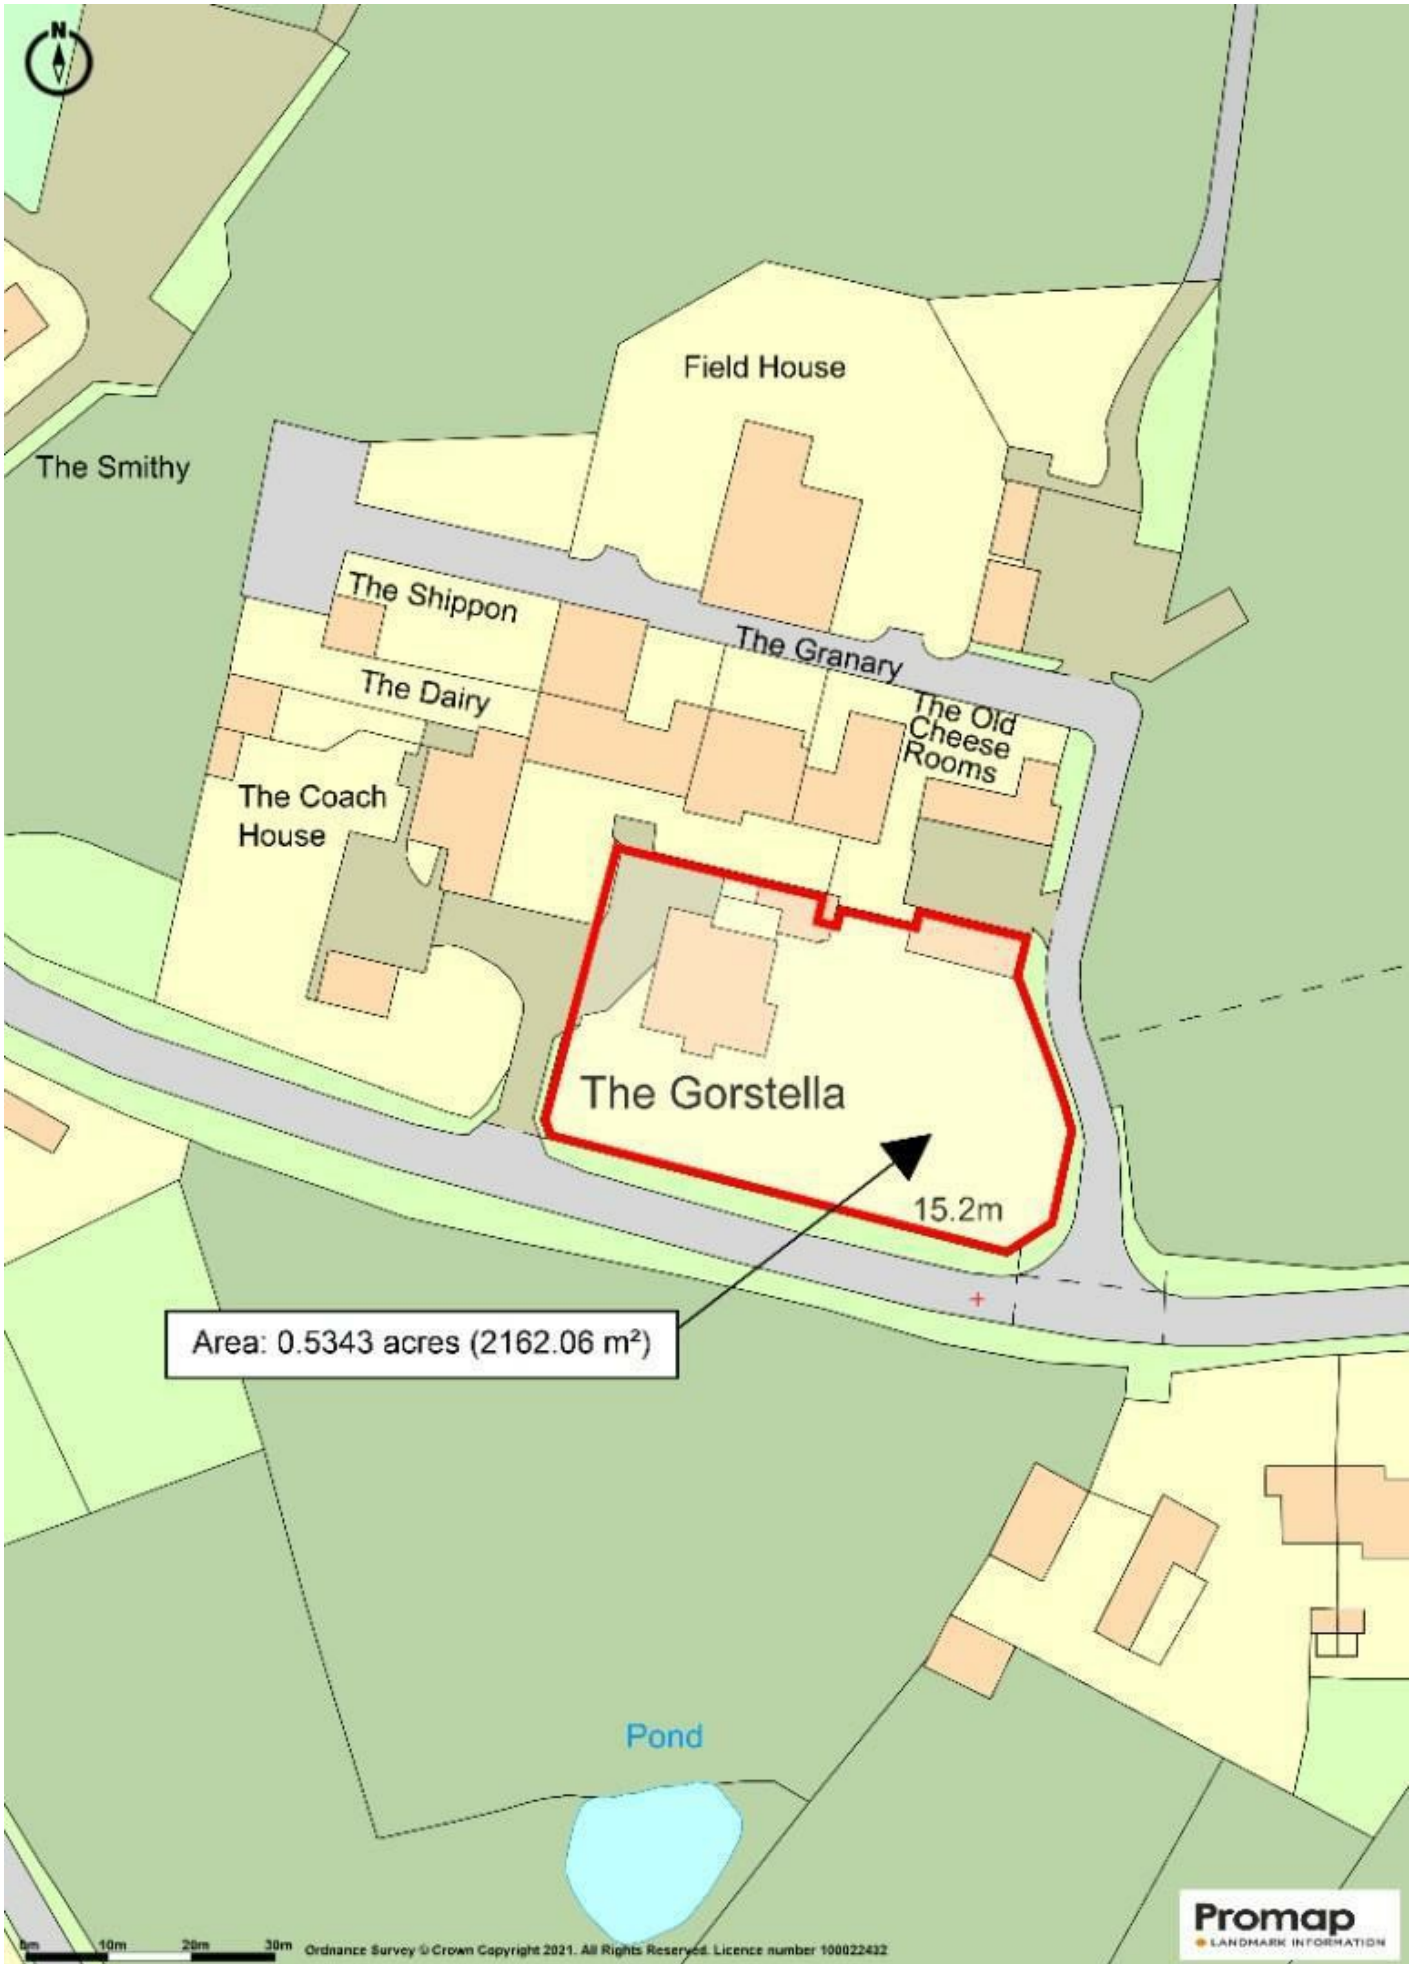 N
Field House
The Smithy
The Shippon
The Granary
The Dairy
The Old
Cheese
Rooms
The Coach
House
The Gorstella
15.2m
Area: 0.5343 acres (2162.06 m²)
Pond
0m 10m 20m 30m
Ordnance Survey © Crown Copyright 2021. All Rights Reserved. Licence number 100022432
Promap
LANDMARK INFORMATION